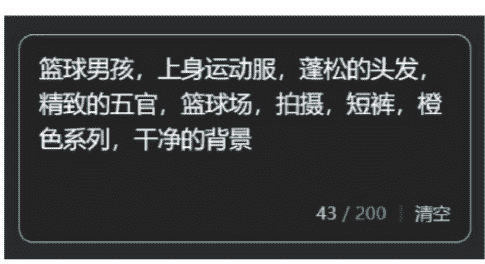 篮球男孩，上身运动服，蓬松的头发，
精致的五官，篮球场，拍摄，短裤，橙
色系列，干净的背景
43 / 200 | 清空